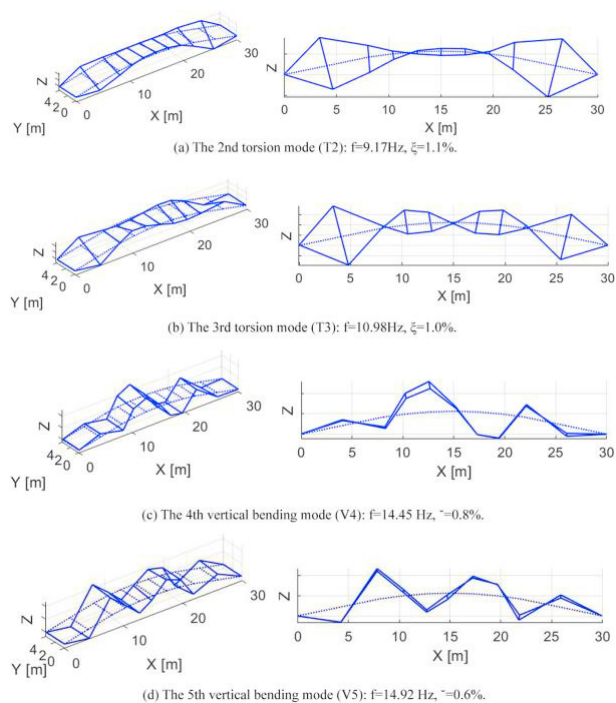 Z
4 2 0
Y [m]
0
10
20
30
X [m]
Z
0 5 10 15 20 25 30
X [m]
(a) The 2nd torsion mode (T2): f=9.17Hz, ξ=1.1%.
Z
4 2 0
Y [m]
0
10
20
30
X [m]
Z
0 5 10 15 20 25 30
X [m]
(b) The 3rd torsion mode (T3): f=10.98Hz, ξ=1.0%.
Z
4 2 0
Y [m]
0
10
20
30
X [m]
Z
0 5 10 15 20 25 30
X [m]
(c) The 4th vertical bending mode (V4): f=14.45 Hz, ˜=0.8%.
Z
4 2 0
Y [m]
0
10
20
30
X [m]
Z
0 5 10 15 20 25 30
X [m]
(d) The 5th vertical bending mode (V5): f=14.92 Hz, ˜=0.6%.